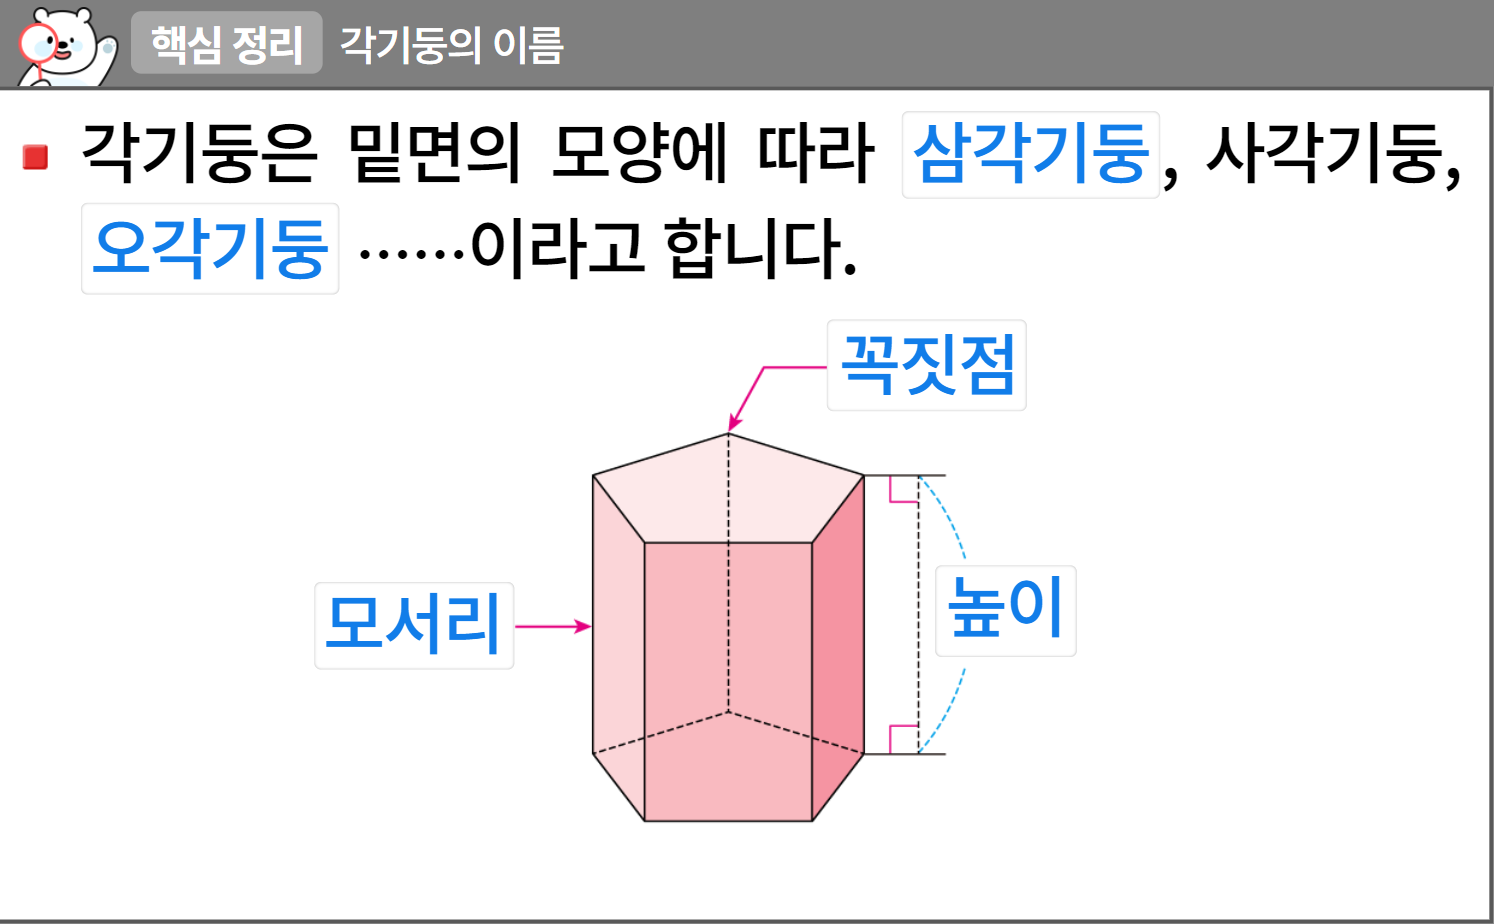 핵심 정리 각기둥의 이름
각기둥은 밑면의 모양에 따라 삼각기둥, 사각기둥,
오각기둥 ……이라고 합니다.
꼭짓점
모서리
높이